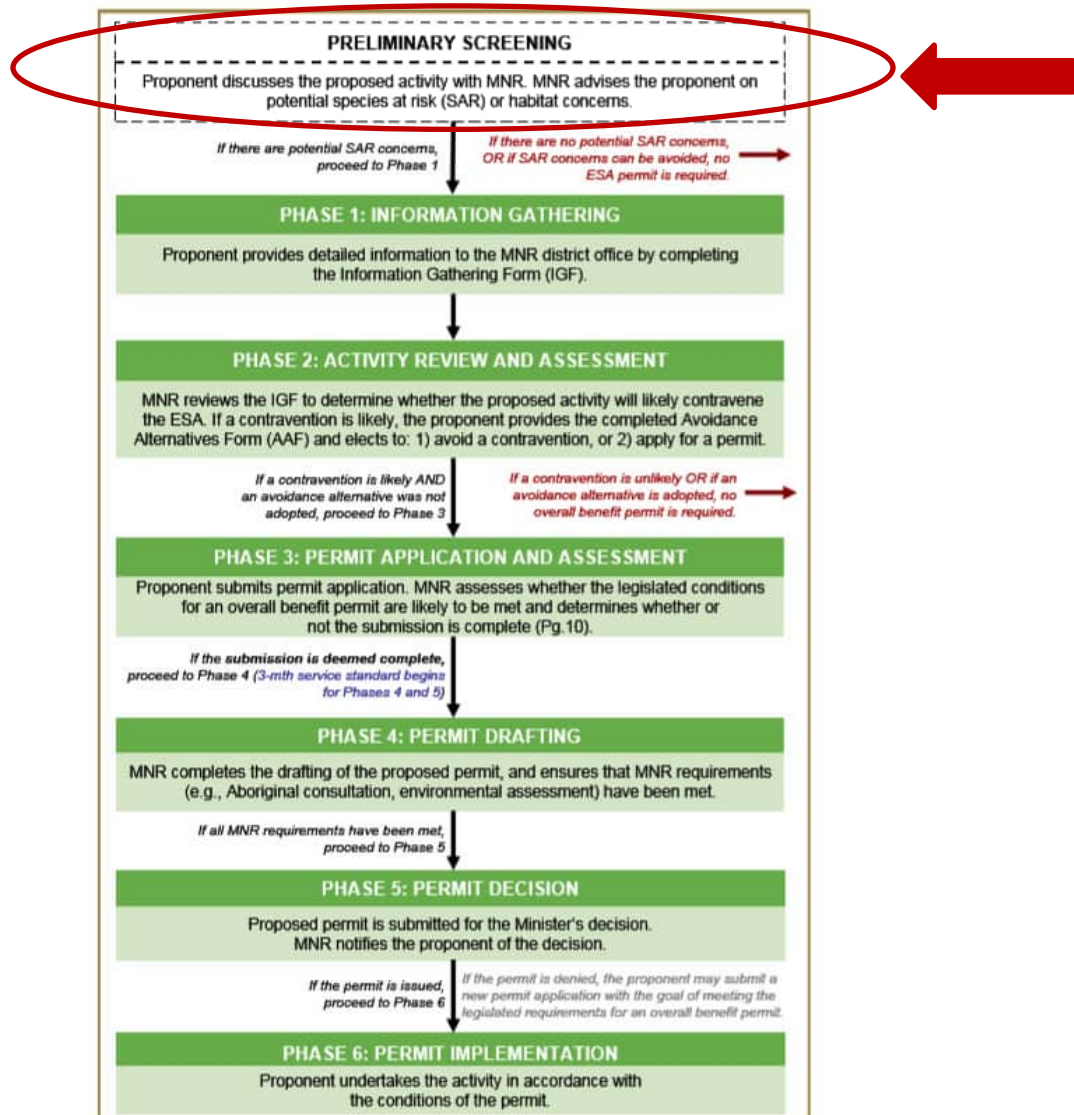 PRELIMINARY SCREENING
Proponent discusses the proposed activity with MNR. MNR advises the proponent on
potential species at risk (SAR) or habitat concerns.
If there are potential SAR concerns,
proceed to Phase 1
If there are no potential SAR concerns,
OR if SAR concerns can be avoided, no
ESA permit is required.
PHASE 1: INFORMATION GATHERING
Proponent provides detailed information to the MNR district office by completing
the Information Gathering Form (IGF).
PHASE 2: ACTIVITY REVIEW AND ASSESSMENT
MNR reviews the IGF to determine whether the proposed activity will likely contravene
the ESA. If a contravention is likely, the proponent provides the completed Avoidance
Alternatives Form (AAF) and elects to: 1) avoid a contravention, or 2) apply for a permit.
If a contravention is likely AND
an avoidance alternative was not
adopted, proceed to Phase 3
If a contravention is unlikely OR if an
avoidance alternative is adopted, no
overall benefit permit is required.
PHASE 3: PERMIT APPLICATION AND ASSESSMENT
Proponent submits permit application. MNR assesses whether the legislated conditions
for an overall benefit permit are likely to be met and determines whether or
not the submission is complete (Pg.10).
If the submission is deemed complete,
proceed to Phase 4 (3-mth service standard begins
for Phases 4 and 5)
PHASE 4: PERMIT DRAFTING
MNR completes the drafting of the proposed permit, and ensures that MNR requirements
(e.g., Aboriginal consultation, environmental assessment) have been met.
If all MNR requirements have been met,
proceed to Phase 5
PHASE 5: PERMIT DECISION
Proposed permit is submitted for the Minister's decision.
MNR notifies the proponent of the decision.
If the permit is issued,
proceed to Phase 6
If the permit is denied, the proponent may submit a
new permit application with the goal of meeting the
legislated requirements for an overall benefit permit.
PHASE 6: PERMIT IMPLEMENTATION
Proponent undertakes the activity in accordance with
the conditions of the permit.